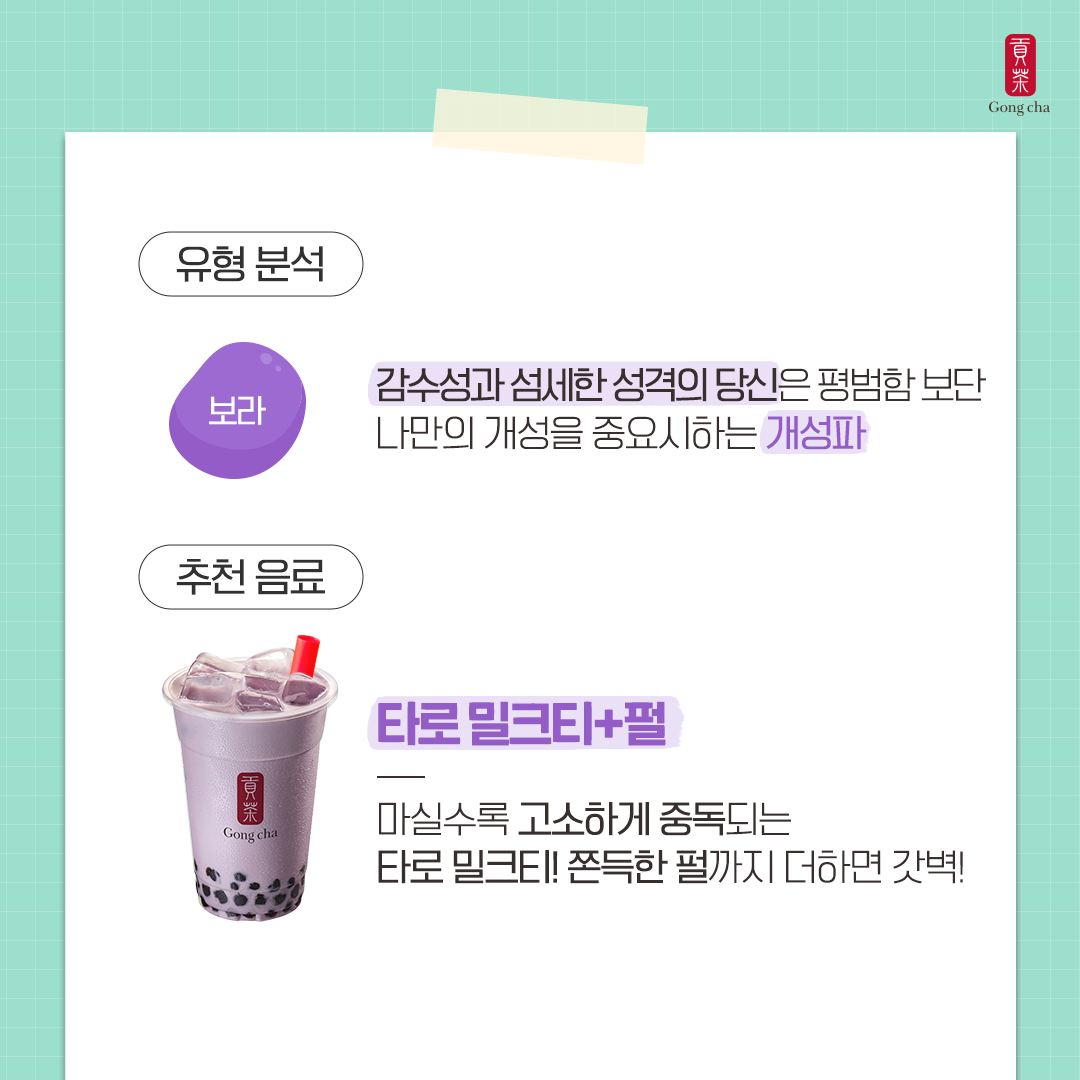 貢茶
Gong cha
유형 분석
보라
감수성과 섬세한 성격의 당신은 평범함 보단
나만의 개성을 중요시하는 개성파
추천 음료
貢茶
Gong cha
타로 밀크티+펄
마실수록 고소하게 중독되는
타로 밀크티! 쫀득한 펄까지 더하면 갓벽!